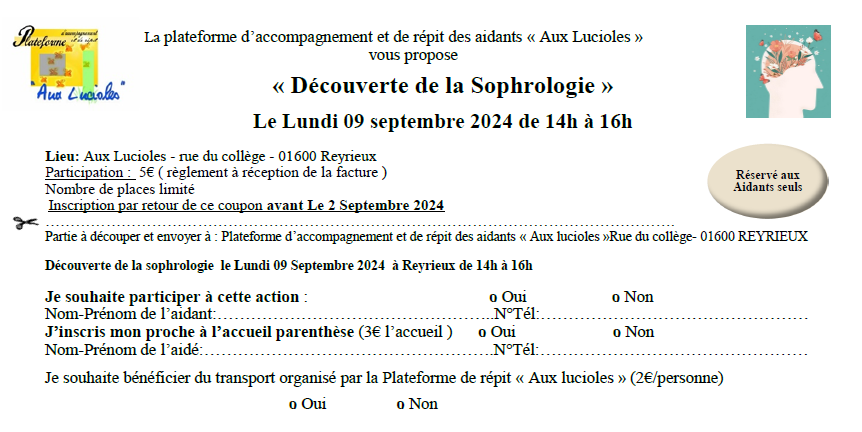 Plateforme
d'accompagnement
et de répit
"Aux Lucioles"
La plateforme d'accompagnement et de répit des aidants « Aux Lucioles »
vous propose
« Découverte de la Sophrologie »
Le Lundi 09 septembre 2024 de 14h à 16h
Lieu: Aux Lucioles - rue du collège - 01600 Reyrieux
Participation : 5€ ( règlement à réception de la facture )
Nombre de places limité
Inscription par retour de ce coupon avant Le 2 Septembre 2024
Réservé aux
Aidants seuls
Partie à découper et envoyer à : Plateforme d'accompagnement et de répit des aidants « Aux lucioles »Rue du collège- 01600 REYRIEUX
Découverte de la sophrologie le Lundi 09 Septembre 2024 à Reyrieux de 14h à 16h
Je souhaite participer à cette action : o Oui o Non
Nom-Prénom de l'aidant:……………………………………..N°Tél:……………………………………
J'inscris mon proche à l'accueil parenthèse (3€ l'accueil ) o Oui o Non
Nom-Prénom de l'aidé:………………………………………..N°Tél:……………………………………
Je souhaite bénéficier du transport organisé par la Plateforme de répit « Aux lucioles » (2€/personne)
o Oui o Non